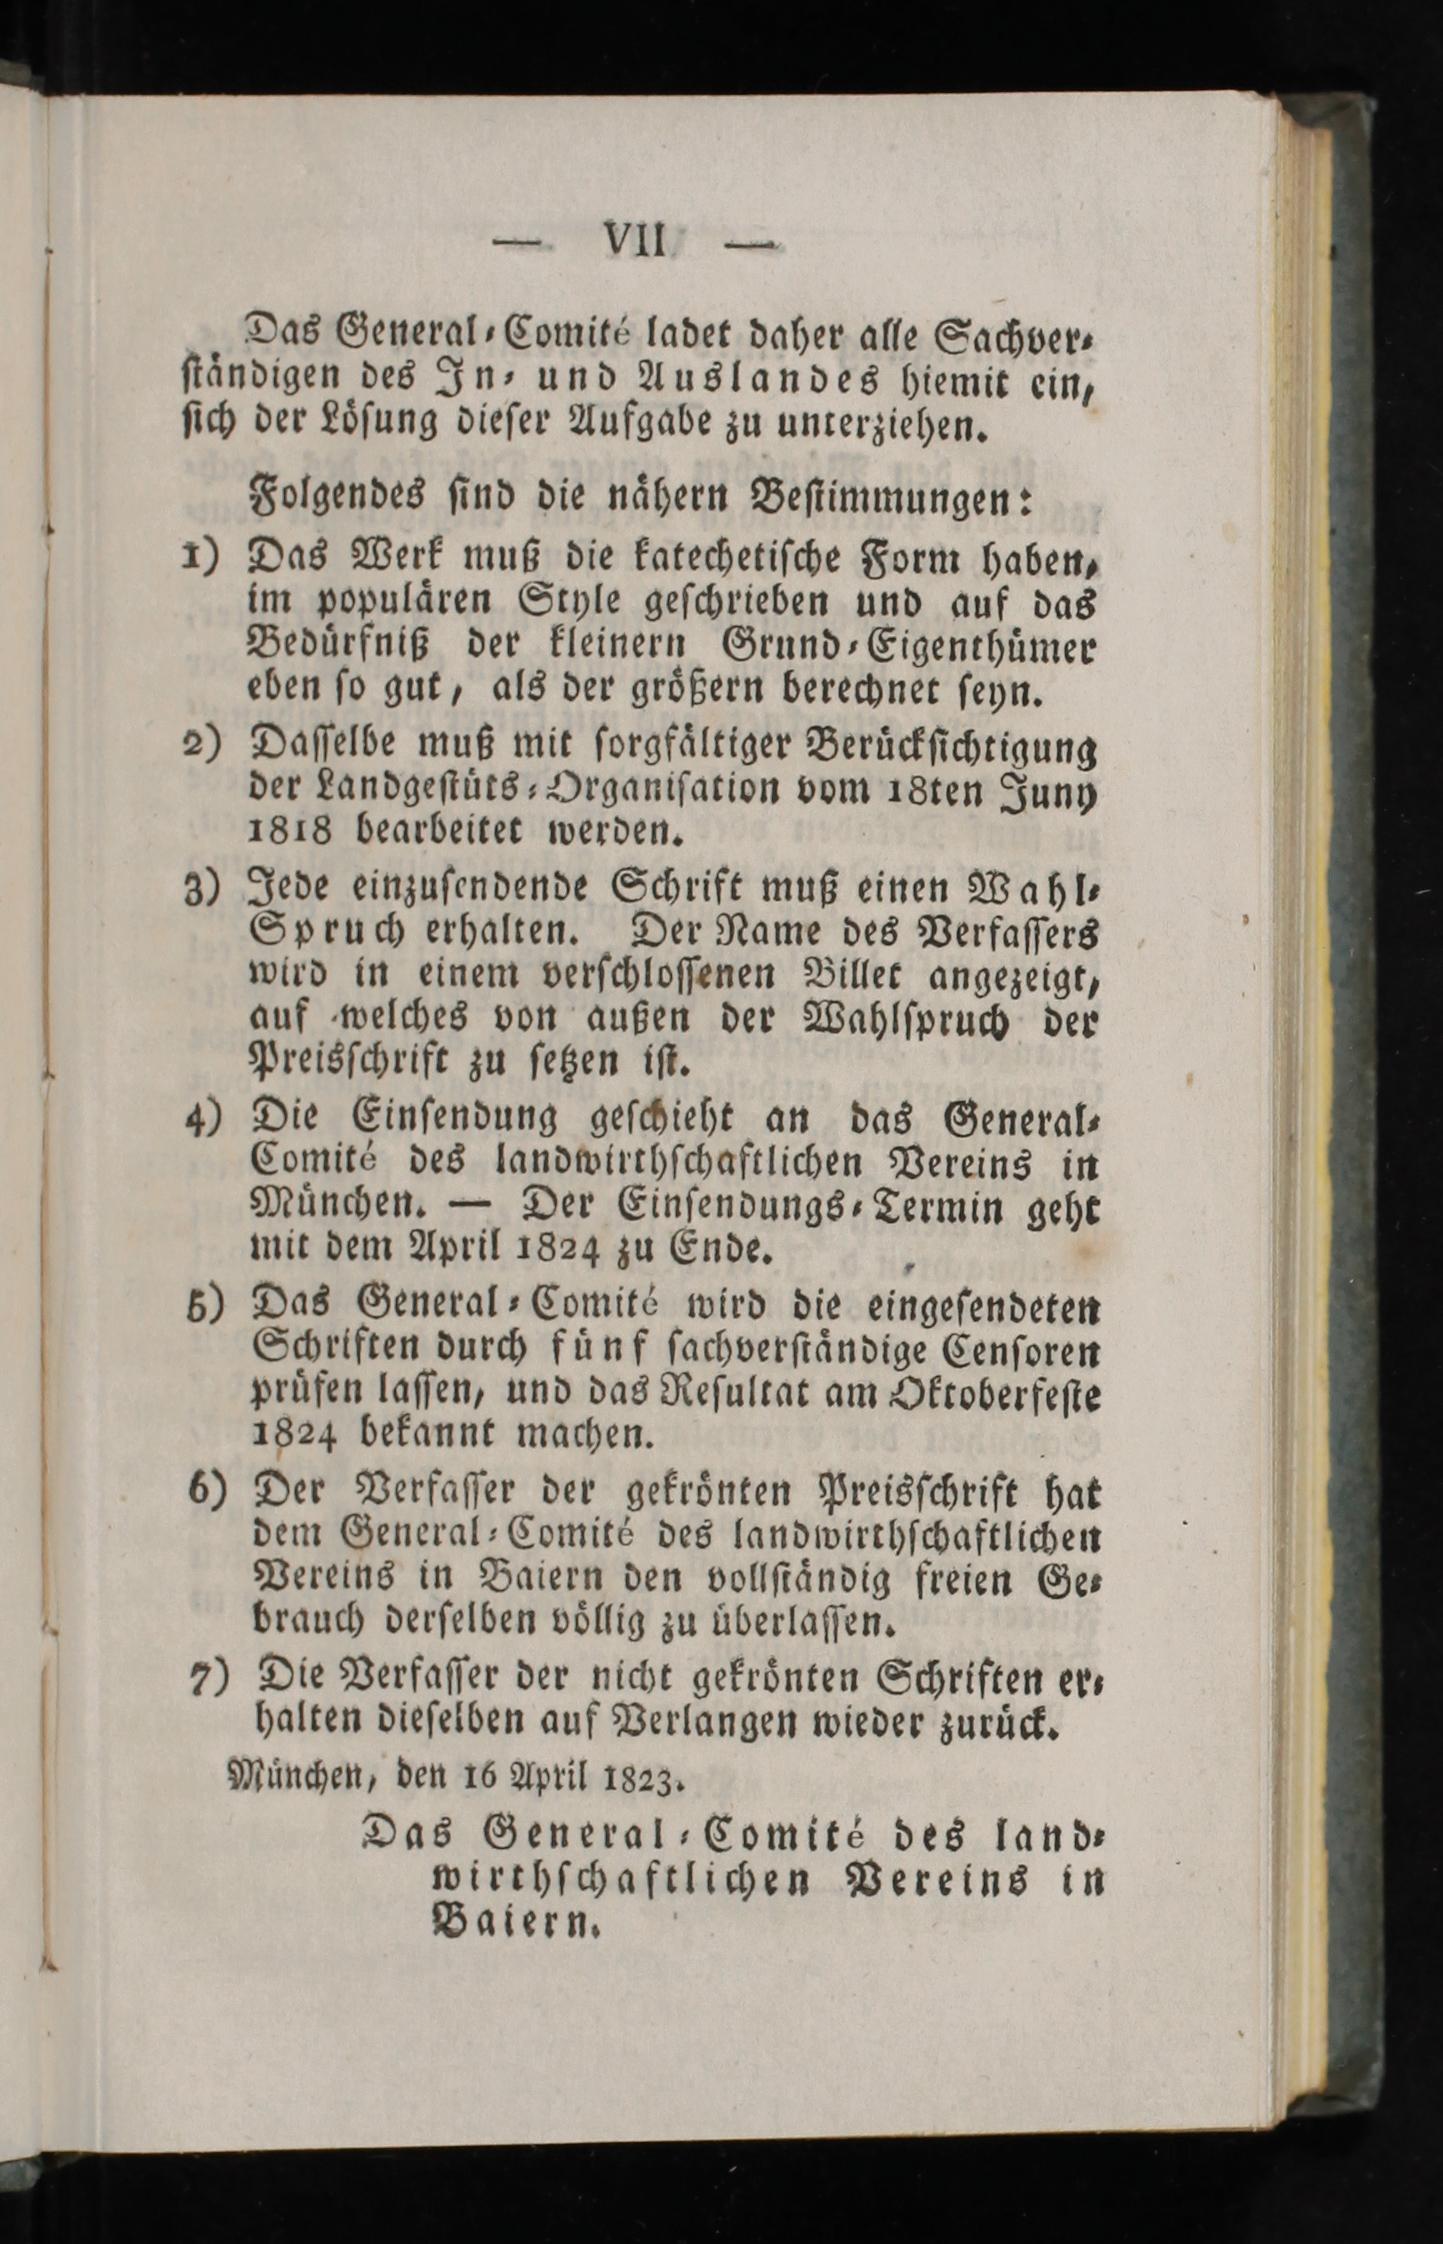 — VII —
Das General-Comité ladet daher alle Sachver-
ständigen des In- und Auslandes hiemit ein,
sich der Lösung dieser Aufgabe zu unterziehen.
Folgendes sind die nähern Bestimmungen:
1) Das Werk muß die katechetische Form haben,
im populären Style geschrieben und auf das
Bedürfniß der kleinern Grund-Eigenthümer
eben so gut, als der größern berechnet seyn.
2) Dasselbe muß mit sorgfältiger Berücksichtigung
der Landgestüts-Organisation vom 18ten Juny
1818 bearbeitet werden.
3) Jede einzusendende Schrift muß einen Wahl-
Spruch erhalten. Der Name des Verfassers
wird in einem verschlossenen Billet angezeigt,
auf welches von außen der Wahlspruch der
Preisschrift zu setzen ist.
4) Die Einsendung geschieht an das General-
Comité des landwirthschaftlichen Vereins in
München. — Der Einsendungs-Termin geht
mit dem April 1824 zu Ende.
5) Das General-Comité wird die eingesendeten
Schriften durch fünf sachverständige Censoren
prüfen lassen, und das Resultat am Oktoberfeste
1824 bekannt machen.
6) Der Verfasser der gekrönten Preisschrift hat
dem General-Comité des landwirthschaftlichen
Vereins in Baiern den vollständig freien Ge-
brauch derselben völlig zu überlassen.
7) Die Verfasser der nicht gekrönten Schriften er-
halten dieselben auf Verlangen wieder zurück.
München, den 16 April 1823.
Das General-Comité des land-
wirthschaftlichen Vereins in
Baiern.